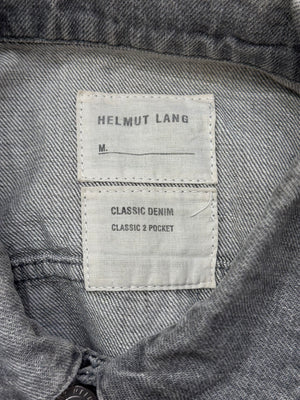 HELMUT LANG
M.
CLASSIC DENIM
CLASSIC 2 POCKET